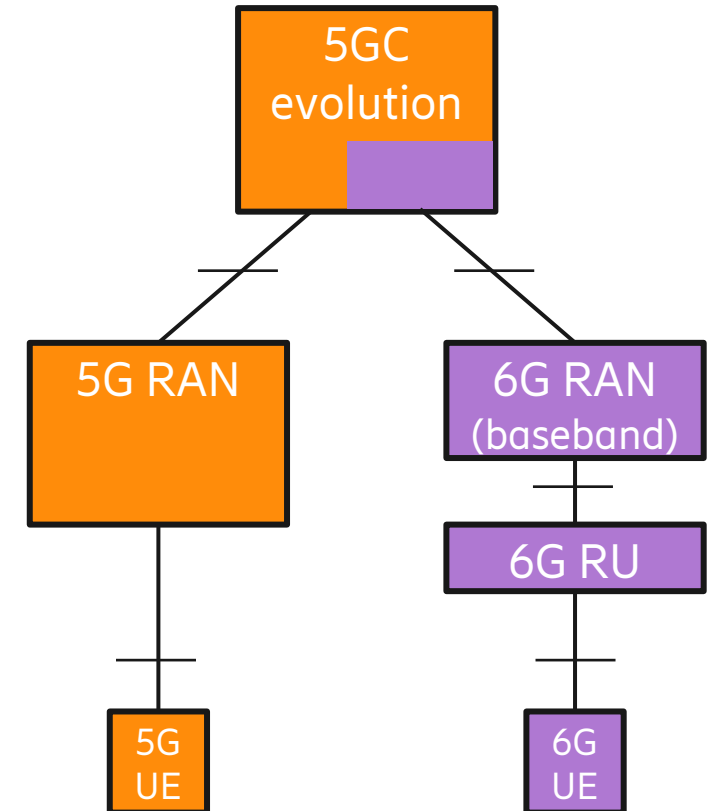 5GC
evolution
5G RAN
6G RAN
(baseband)
6G RU
5G
UE
6G
UE